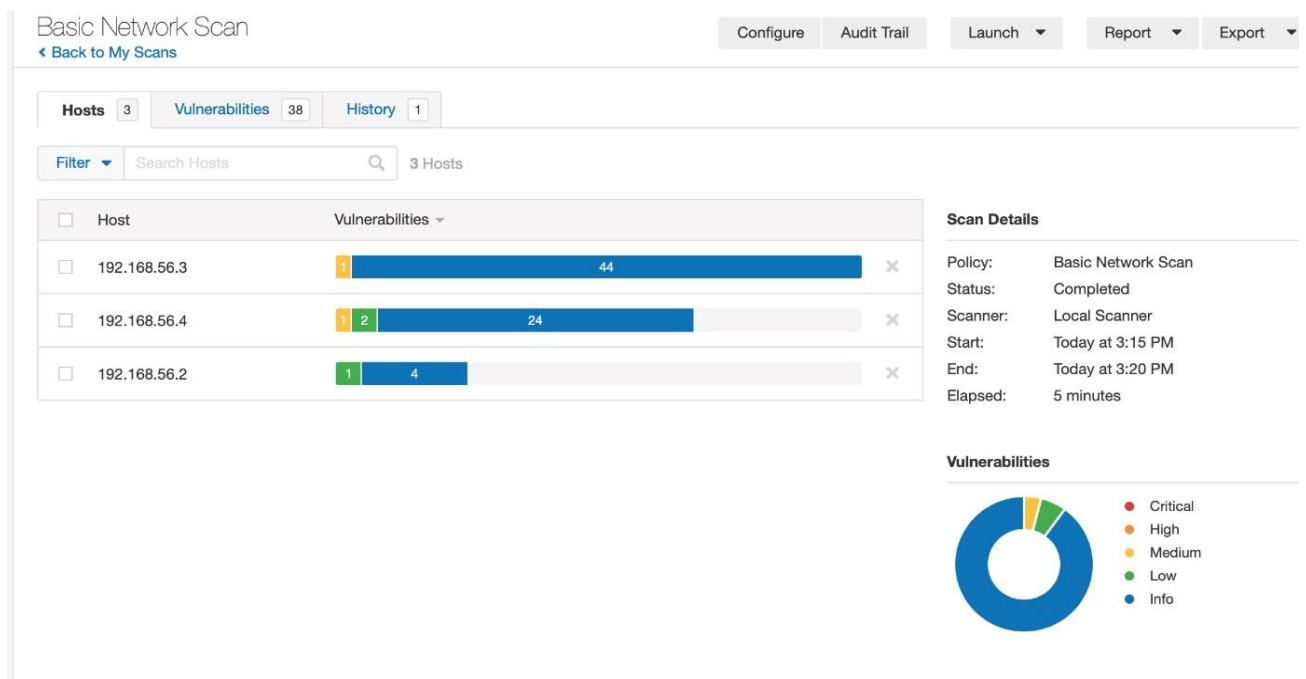 Basic Network Scan
Back to My Scans
Configure Audit Trail Launch Report Export
Hosts 3 Vulnerabilities 38 History 1
Filter Search Hosts 3 Hosts
Host Vulnerabilities
192.168.56.3 1 44
192.168.56.4 1 2 24
192.168.56.2 1 4
Scan Details
Policy: Basic Network Scan
Status: Completed
Scanner: Local Scanner
Start: Today at 3:15 PM
End: Today at 3:20 PM
Elapsed: 5 minutes
Vulnerabilities
Critical
High
Medium
Low
Info